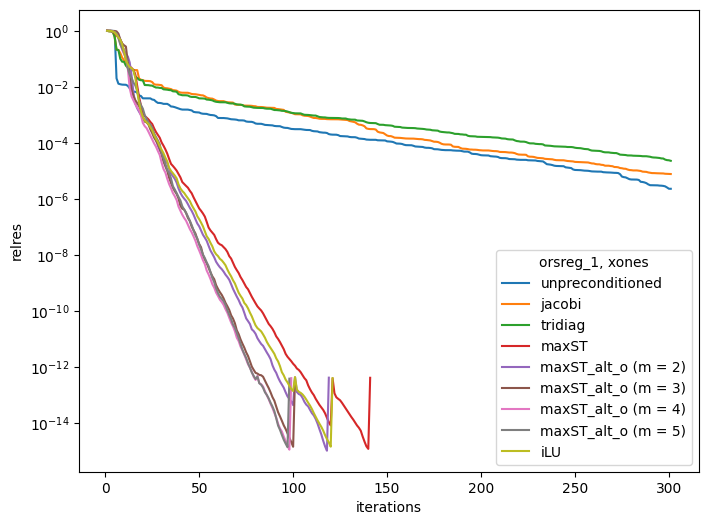 relres
10^0
10^-2
10^-4
10^-6
10^-8
10^-10
10^-12
10^-14
0
50
100
150
200
250
300
iterations
orsreg_1, xones
unpreconditioned
jacobi
tridiag
maxST
maxST_alt_o (m = 2)
maxST_alt_o (m = 3)
maxST_alt_o (m = 4)
maxST_alt_o (m = 5)
iLU